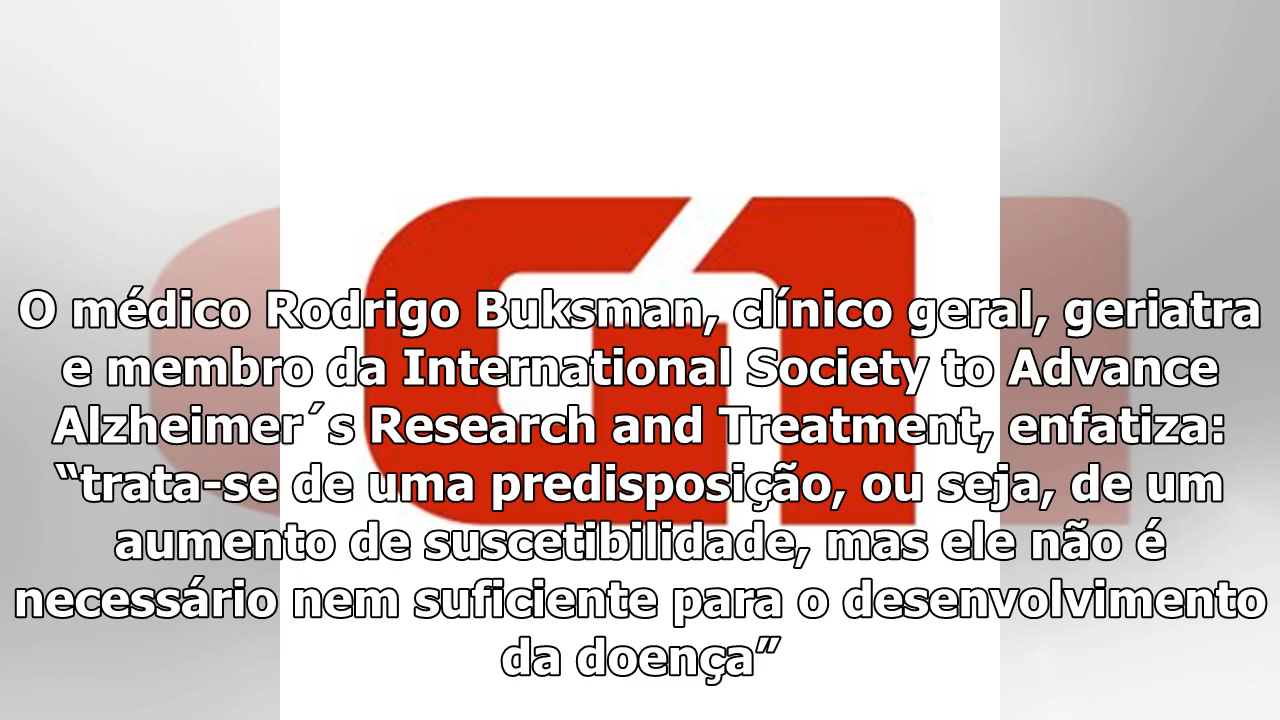 G1
O médico Rodrigo Buksman, clínico geral, geriatra
e membro da International Society to Advance
Alzheimer´s Research and Treatment, enfatiza:
“trata-se de uma predisposição, ou seja, de um
aumento de suscetibilidade, mas ele não é
necessário nem suficiente para o desenvolvimento
da doença”